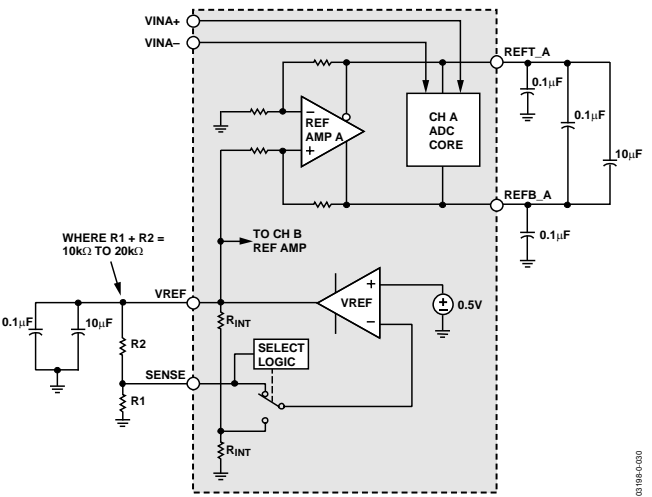 VINA+
VINA–
REFT_A
0.1μF
0.1μF
10μF
REF
AMP A
–
+
CH A
ADC
CORE
REFB_A
0.1μF
WHERE R1 + R2 =
10kΩ TO 20kΩ
TO CH B
REF AMP
VREF
VREF
+
–
0.5V
0.1μF
10μF
R2
RINT
SELECT
LOGIC
SENSE
R1
RINT
03198-0-030